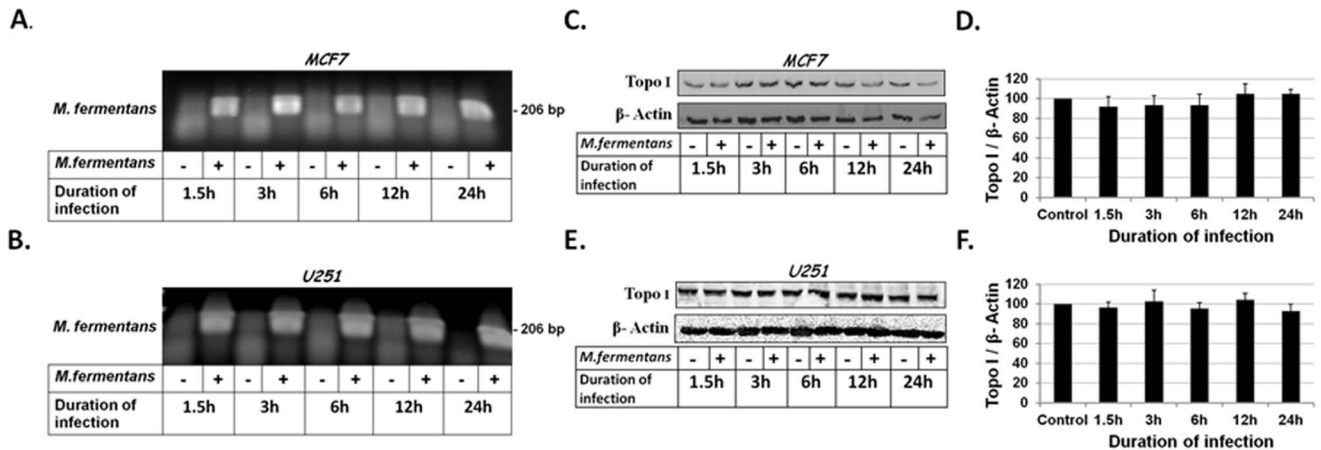 A.
MCF7
M. fermentans
- 206 bp
M.fermentans - + - + - + - + - +
Duration of infection 1.5h 3h 6h 12h 24h
B.
U251
M. fermentans
- 206 bp
M.fermentans - + - + - + - + - +
Duration of infection 1.5h 3h 6h 12h 24h
C.
MCF7
Topo I
β- Actin
M.fermentans - + - + - + - + - +
Duration of infection 1.5h 3h 6h 12h 24h
D.
Topo I / β- Actin
120
100
80
60
40
20
0
Control 1.5h 3h 6h 12h 24h
Duration of infection
E.
U251
Topo I
β- Actin
M.fermentans - + - + - + - + - +
Duration of infection 1.5h 3h 6h 12h 24h
F.
Topo I / β- Actin
120
100
80
60
40
20
0
Control 1.5h 3h 6h 12h 24h
Duration of infection